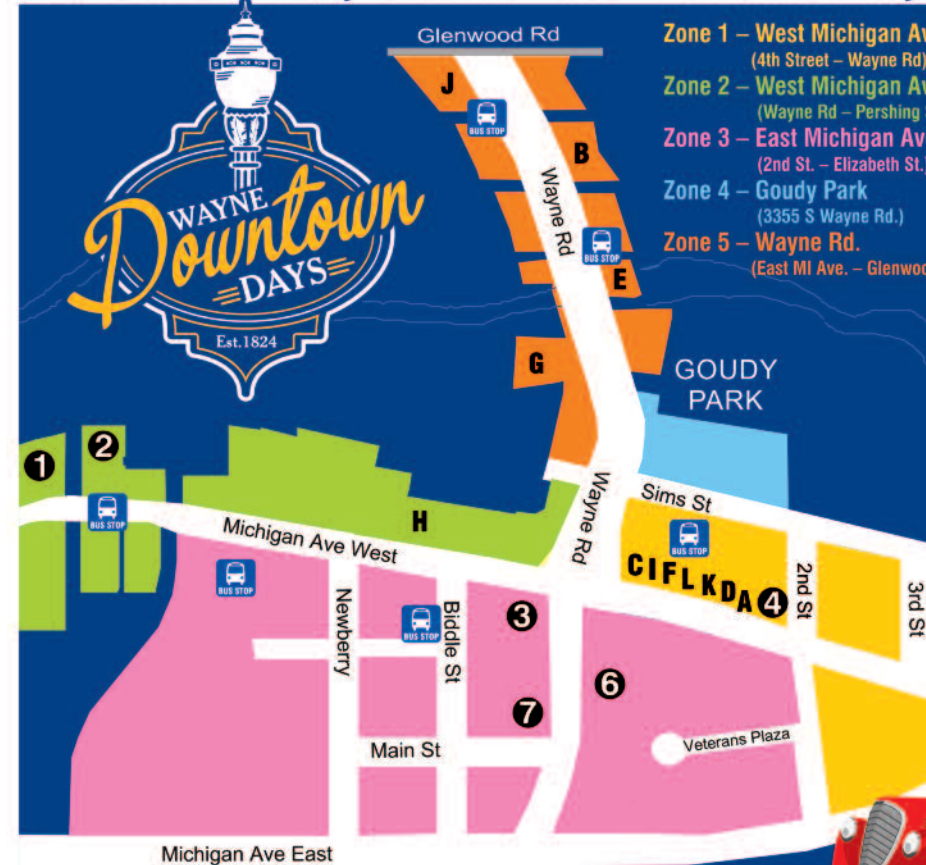 WAYNE
Downtown
DAYS
Est.1824
Glenwood Rd
Zone 1 – West Michigan Av
(4th Street – Wayne Rd)
Zone 2 – West Michigan Av
(Wayne Rd – Pershing
Zone 3 – East Michigan Av
(2nd St. – Elizabeth St.)
Zone 4 – Goudy Park
(3355 S Wayne Rd.)
Zone 5 – Wayne Rd.
(East MI Ave. – Glenwoo
J
BUS STOP
B
Wayne Rd
BUS STOP
E
G
GOUDY
PARK
1
2
BUS STOP
H
Michigan Ave West
Wayne Rd
Sims St
BUS STOP
C I F L K D A 4
2nd St
3rd St
BUS STOP
Newberry
BUS STOP
Biddle St
3
6
7
Main St
Veterans Plaza
Michigan Ave East